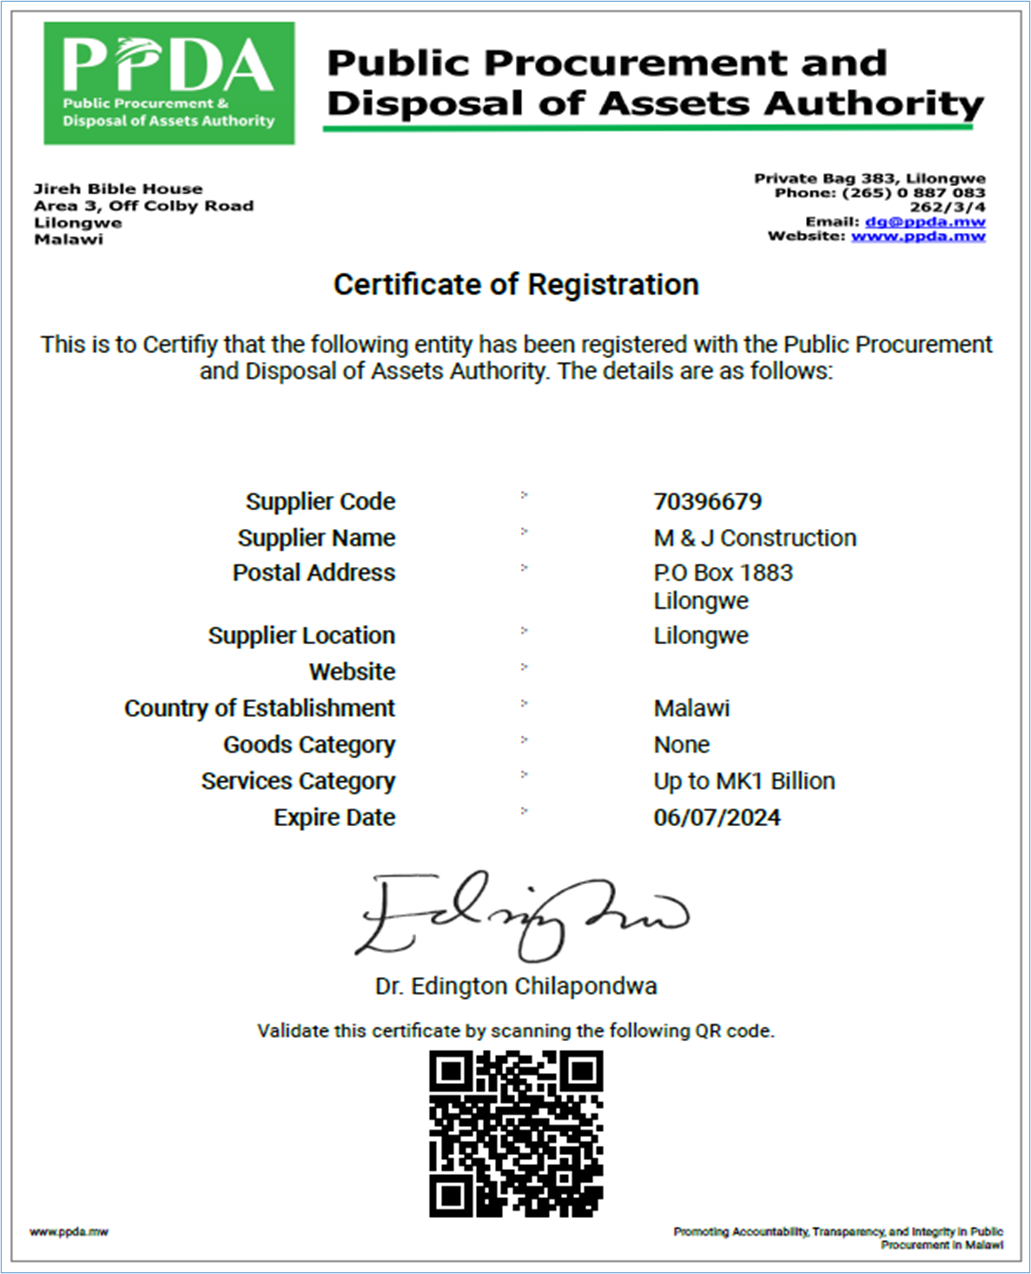 PPDA
Public Procurement &
Disposal of Assets Authority
Public Procurement and
Disposal of Assets Authority
Jireh Bible House
Area 3, Off Colby Road
Lilongwe
Malawi
Private Bag 383, Lilongwe
Phone: (265) 0 887 083
262/3/4
Email: dg@ppda.mw
Website: www.ppda.mw
Certificate of Registration
This is to Certifiy that the following entity has been registered with the Public Procurement
and Disposal of Assets Authority. The details are as follows:
Supplier Code :- 70396679
Supplier Name :- M & J Construction
Postal Address :- P.O Box 1883
Lilongwe
Supplier Location :- Lilongwe
Website :-
Country of Establishment :- Malawi
Goods Category :- None
Services Category :- Up to MK1 Billion
Expire Date :- 06/07/2024
Dr. Edington Chilapondwa
Validate this certificate by scanning the following QR code.
www.ppda.mw
Promoting Accountability, Transparency, and Integrity in Public
Procurement in Malawi